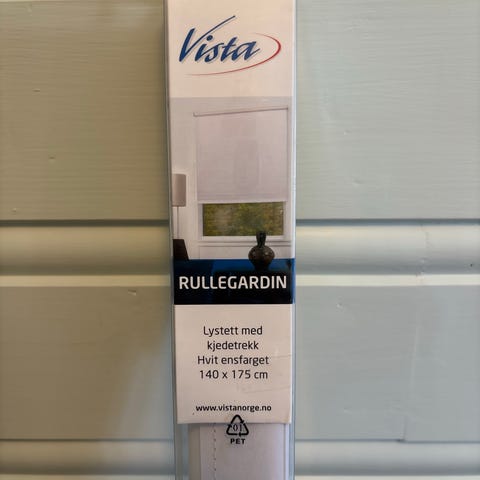 Vista
RULLEGARDIN
Lystett med
kjedetrekk
Hvit ensfarget
140 x 175 cm
www.vistanorge.no
01
PET